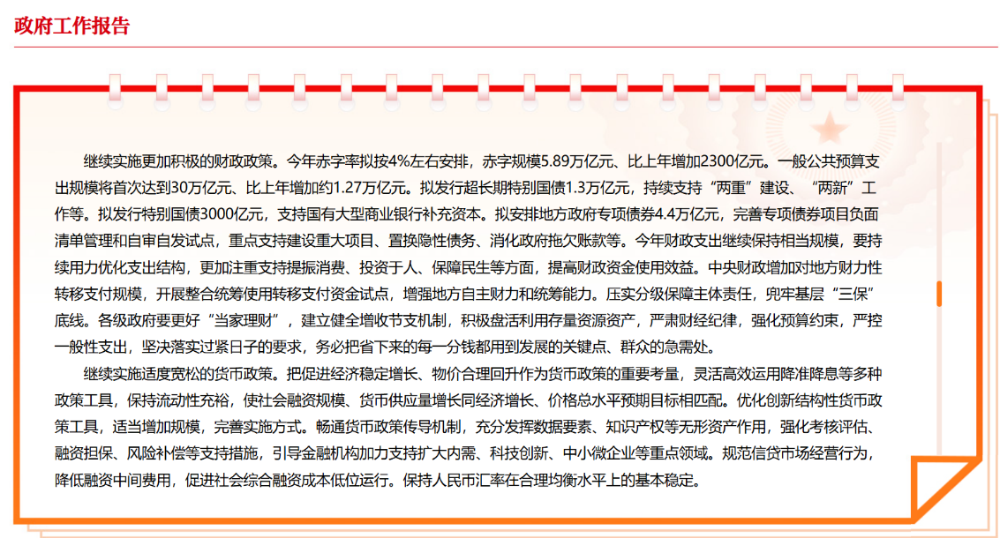 政府工作报告
继续实施更加积极的财政政策。今年赤字率拟按4%左右安排，赤字规模5.89万亿元、比上年增加2300亿元。一般公共预算支
出规模将首次达到30万亿元、比上年增加约1.27万亿元。拟发行超长期特别国债1.3万亿元，持续支持“两重”建设、“两新”工
作等。拟发行特别国债3000亿元，支持国有大型商业银行补充资本。拟安排地方政府专项债券4.4万亿元，完善专项债券项目负面
清单管理和自审自发试点，重点支持建设重大项目、置换隐性债务、消化政府拖欠账款等。今年财政支出继续保持相当规模，要持
续用力优化支出结构，更加注重支持提振消费、投资于人、保障民生等方面，提高财政资金使用效益。中央财政增加对地方财力性
转移支付规模，开展整合统筹使用转移支付资金试点，增强地方自主财力和统筹能力。压实分级保障主体责任，兜牢基层“三保”
底线。各级政府要更好“当家理财”，建立健全增收节支机制，积极盘活利用存量资源资产，严肃财经纪律，强化预算约束，严控
一般性支出，坚决落实过紧日子的要求，务必把省下来的每一分钱都用到发展的关键点、群众的急需处。
继续实施适度宽松的货币政策。把促进经济稳定增长、物价合理回升作为货币政策的重要考量，灵活高效运用降准降息等多种
政策工具，保持流动性充裕，使社会融资规模、货币供应量增长同经济增长、价格总水平预期目标相匹配。优化创新结构性货币政
策工具，适当增加规模，完善实施方式。畅通货币政策传导机制，充分发挥数据要素、知识产权等无形资产作用，强化考核评估、
融资担保、风险补偿等支持措施，引导金融机构加力支持扩大内需、科技创新、中小微企业等重点领域。规范信贷市场经营行为，
降低融资中间费用，促进社会综合融资成本低位运行。保持人民币汇率在合理均衡水平上的基本稳定。